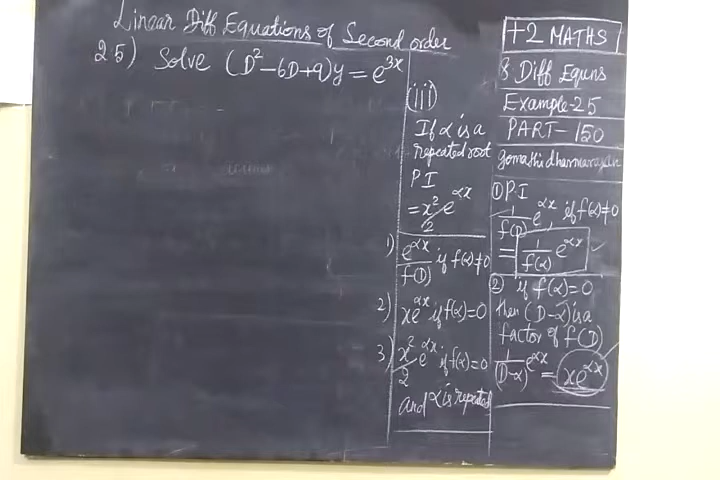 Linear Diff Equations of Second order
25) Solve (D² - 6D + 9)y = e^3x
(iii)
If α is a
repeated root
PI
= x²/2 e^αx
1) e^αx/f(D) if f(α)≠0
2) xe^αx if f(α)=0
3) x²/2 e^αx if f(α)=0
and α is repeated
+2 MATHS
8 Diff Equns
Example-25
PART-150
① P.I
1/f(D) e^αx if f(α)≠0
= 1/f(α) e^αx ✓
② if f(α)=0
then (D-α) is a
factor of f(D)
1/(D-α) e^αx = xe^αx